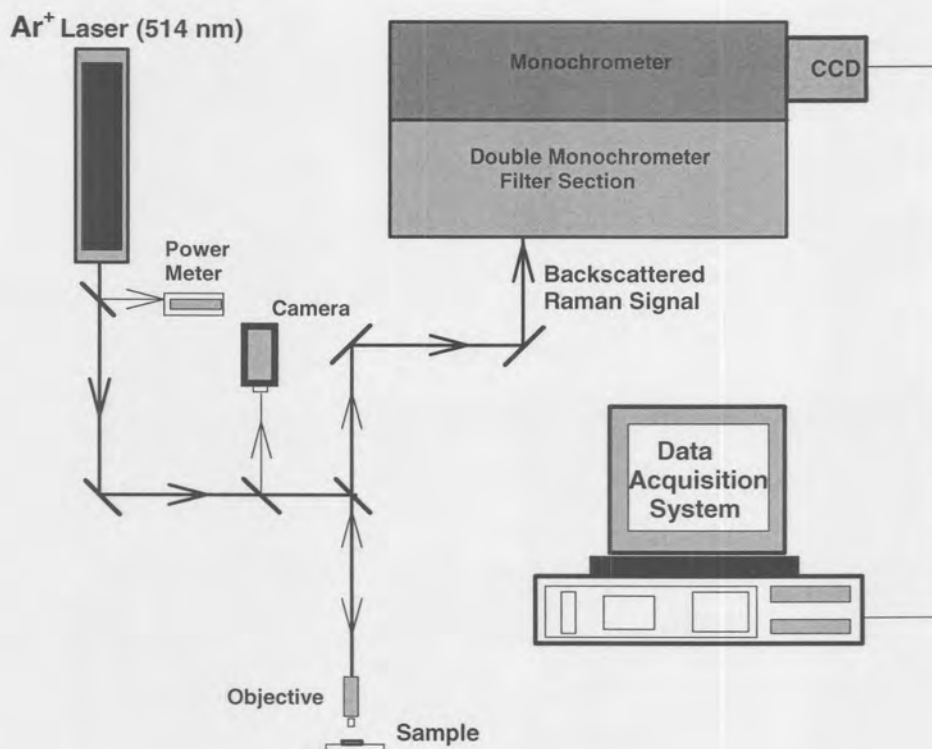 Ar⁺ Laser (514 nm)
Monochrometer
CCD
Double Monochrometer
Filter Section
Power
Meter
Camera
Backscattered
Raman Signal
Data
Acquisition
System
Objective
Sample